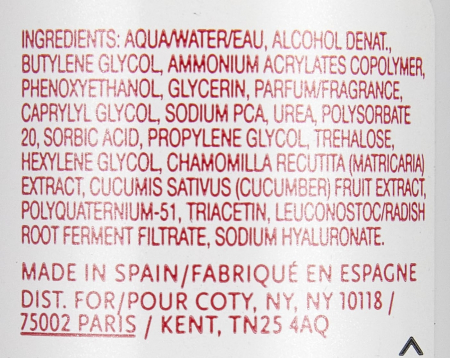 INGREDIENTS: AQUA/WATER/EAU, ALCOHOL DENAT.,
BUTYLENE GLYCOL, AMMONIUM ACRYLATES COPOLYMER,
PHENOXYETHANOL, GLYCERIN, PARFUM/FRAGRANCE,
CAPRYLYL GLYCOL, SODIUM PCA, UREA, POLYSORBATE
20, SORBIC ACID, PROPYLENE GLYCOL, TREHALOSE,
HEXYLENE GLYCOL, CHAMOMILLA RECUTITA (MATRICARIA)
EXTRACT, CUCUMIS SATIVUS (CUCUMBER) FRUIT EXTRACT,
POLYQUATERNIUM-51, TRIACETIN, LEUCONOSTOC/RADISH
ROOT FERMENT FILTRATE, SODIUM HYALURONATE.
MADE IN SPAIN/FABRIQUÉ EN ESPAGNE
DIST. FOR/POUR COTY, NY, NY 10118 /
75002 PARIS / KENT, TN25 4AQ